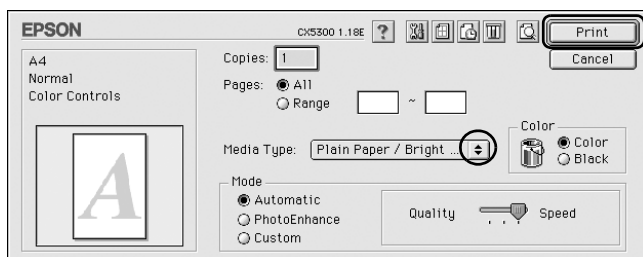 EPSON
CX5300 1.18E ? Print
A4
Normal
Color Controls
Copies: 1
Cancel
Pages: All
Range ~
Media Type: Plain Paper / Bright ...
Color
Color
Black
Mode
Automatic
PhotoEnhance
Custom
Quality Speed
A